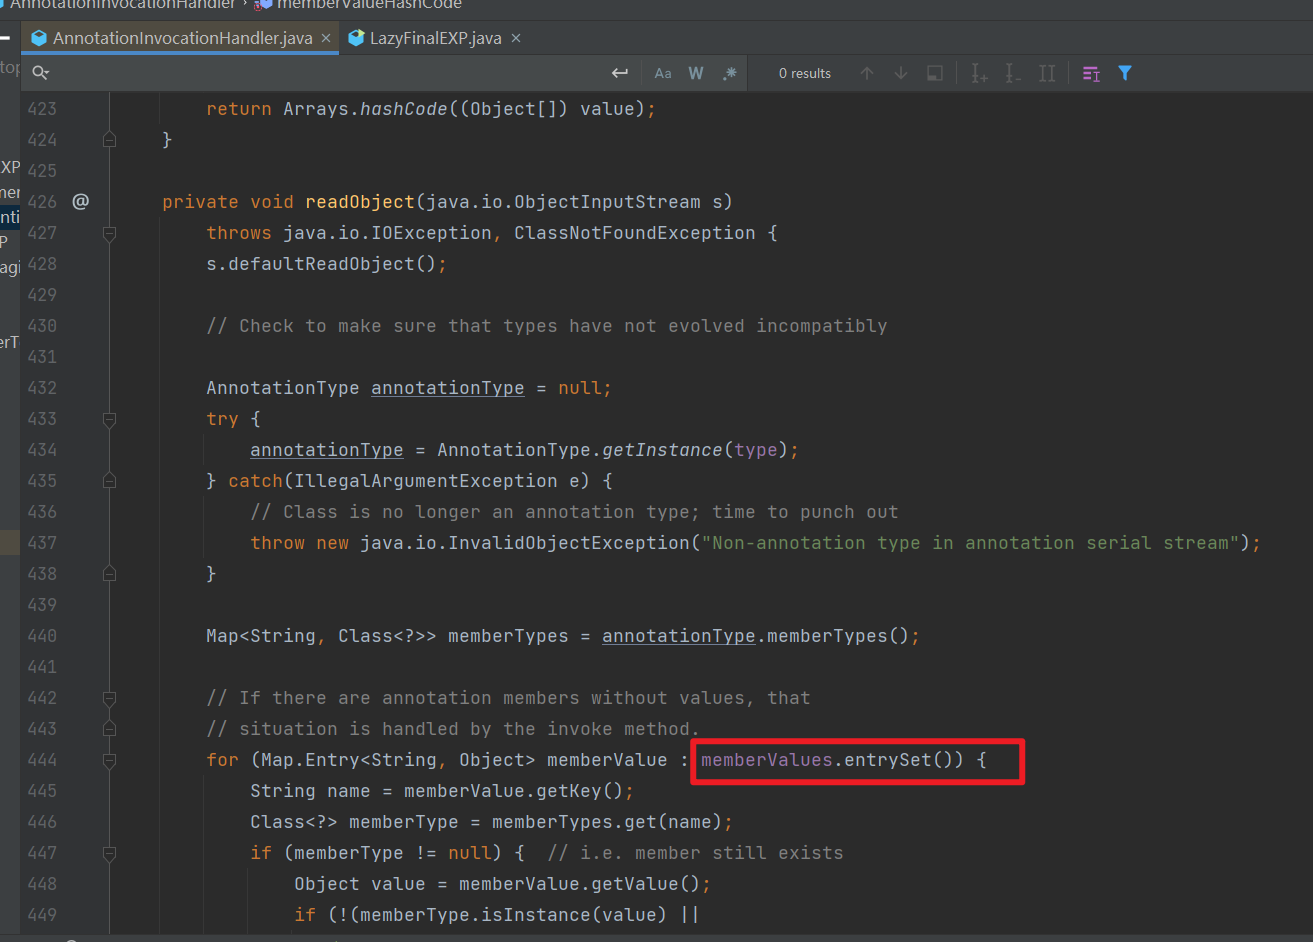 AnnotationInvocationHandler › memberValueHashCode
AnnotationInvocationHandler.java × LazyFinalEXP.java ×
Aa W .* 0 results
423 return Arrays.hashCode((Object[]) value);
424 }
425
426 @ private void readObject(java.io.ObjectInputStream s)
427 throws java.io.IOException, ClassNotFoundException {
428 s.defaultReadObject();
429
430 // Check to make sure that types have not evolved incompatibly
431
432 AnnotationType annotationType = null;
433 try {
434 annotationType = AnnotationType.getInstance(type);
435 } catch(IllegalArgumentException e) {
436 // Class is no longer an annotation type; time to punch out
437 throw new java.io.InvalidObjectException("Non-annotation type in annotation serial stream");
438 }
439
440 Map<String, Class<?>> memberTypes = annotationType.memberTypes();
441
442 // If there are annotation members without values, that
443 // situation is handled by the invoke method.
444 for (Map.Entry<String, Object> memberValue : memberValues.entrySet()) {
445 String name = memberValue.getKey();
446 Class<?> memberType = memberTypes.get(name);
447 if (memberType != null) { // i.e. member still exists
448 Object value = memberValue.getValue();
449 if (!(memberType.isInstance(value) ||